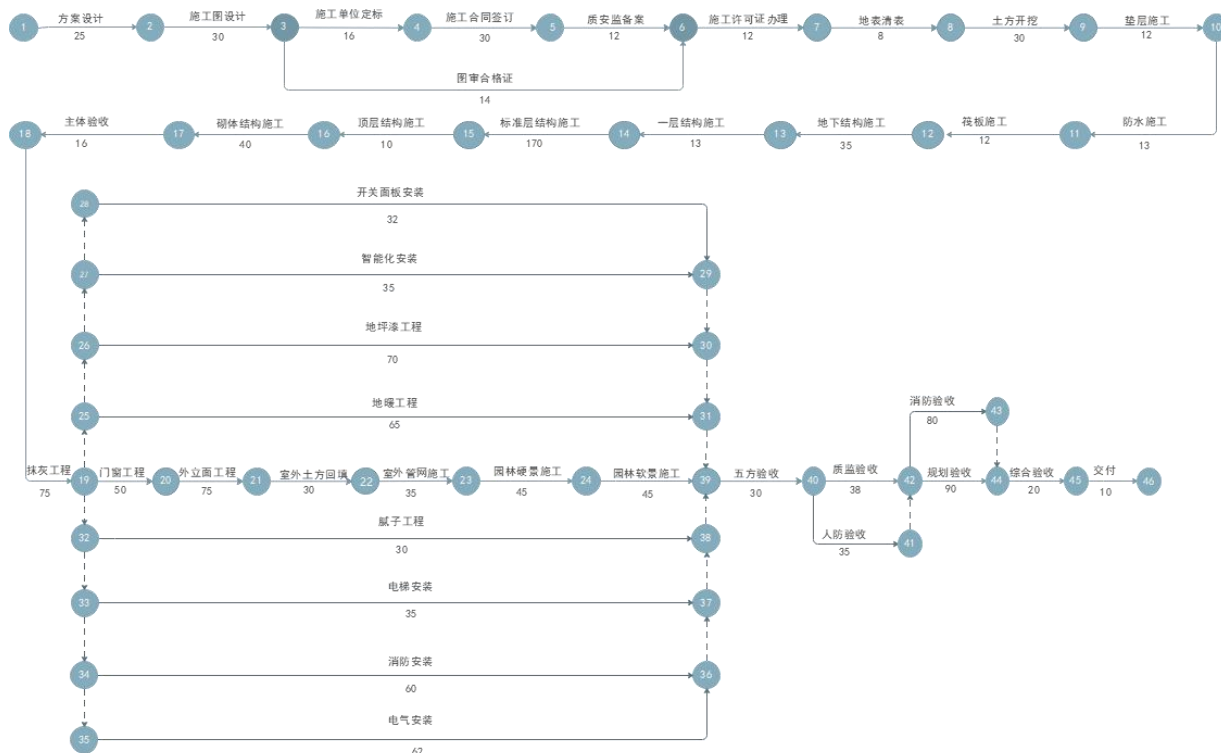 方案设计 施工图设计 施工单位定标 施工合同签订 质安监备案 施工许可证办理 地表清表 土方开挖 垫层施工
1 2 3 4 5 6 7 8 9 10
25 30 16 30 12 12 8 30 12
图审合格证
14
主体验收 砌体结构施工 顶层结构施工 标准层结构施工 一层结构施工 地下结构施工 筏板施工 防水施工
18 17 16 15 14 13 12 11
16 40 10 170 13 35 12 13
开关面板安装
28
32
智能化安装
27 29
35
地坪漆工程
26 30
70
地暖工程
25 31
65
消防验收 43
80
抹灰工程 门窗工程 外立面工程 室外土方回填 室外管网施工 园林硬景施工 园林软景施工 五方验收 质监验收 规划验收 综合验收 交付
19 20 21 22 23 24 39 40 42 44 45 46
75 50 75 30 35 45 45 30 38 90 20 10
腻子工程
32 38
30
人防验收 41
35
电梯安装
33 37
35
消防安装
34 36
60
电气安装
35
62